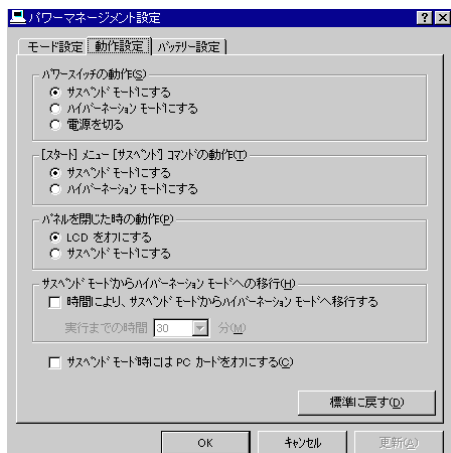 パワーマネージメント設定
モード設定 動作設定 バッテリー設定
パワースイッチの動作(S)
サスペンド モードにする
ハイバーネーション モードにする
電源を切る
[スタート] メニュー [サスペンド] コマンドの動作(T)
サスペンド モードにする
ハイバーネーション モードにする
パネルを閉じた時の動作(P)
LCD をオフにする
サスペンド モードにする
サスペンド モードからハイバーネーション モードへの移行(H)
時間により、サスペンド モードからハイバーネーション モードへ移行する
実行までの時間 30 分(M)
サスペンド モード時には PC カードをオフにする(C)
標準に戻す(D)
OK キャンセル 更新(A)